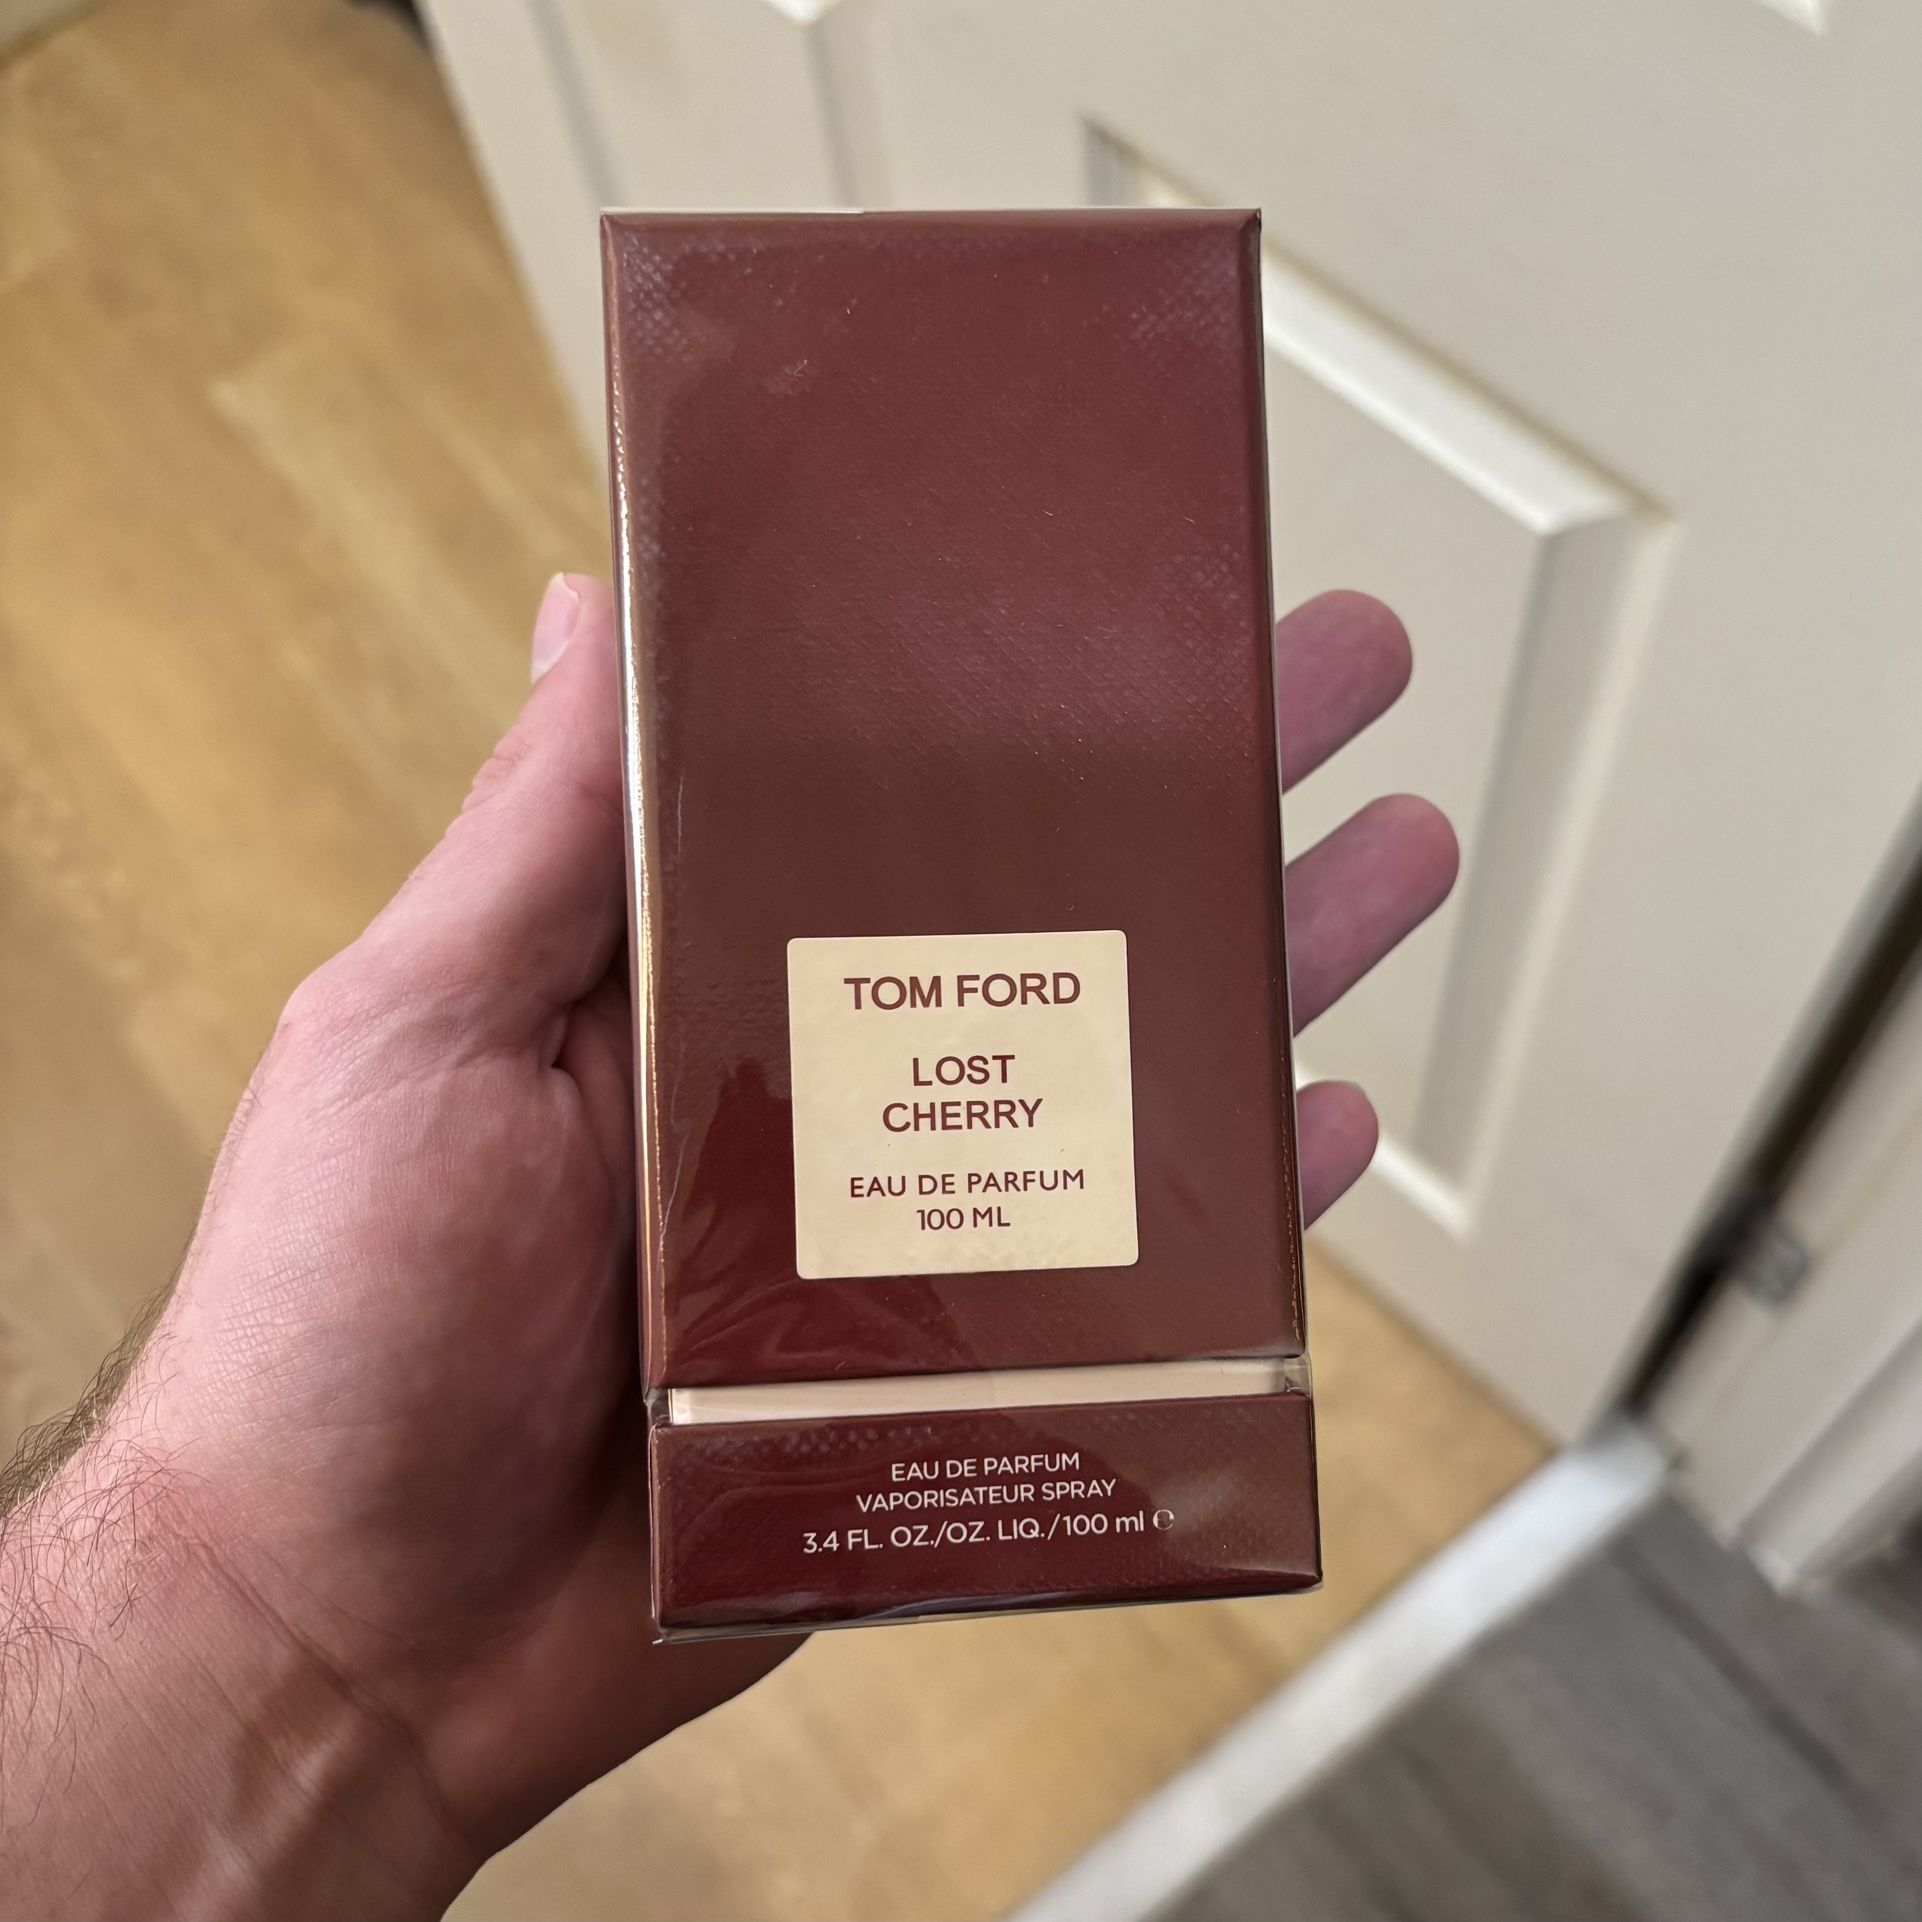 TOM FORD
LOST
CHERRY
EAU DE PARFUM
100 ML
EAU DE PARFUM
VAPORISATEUR SPRAY
3.4 FL. OZ./OZ. LIQ./100 ml ℮